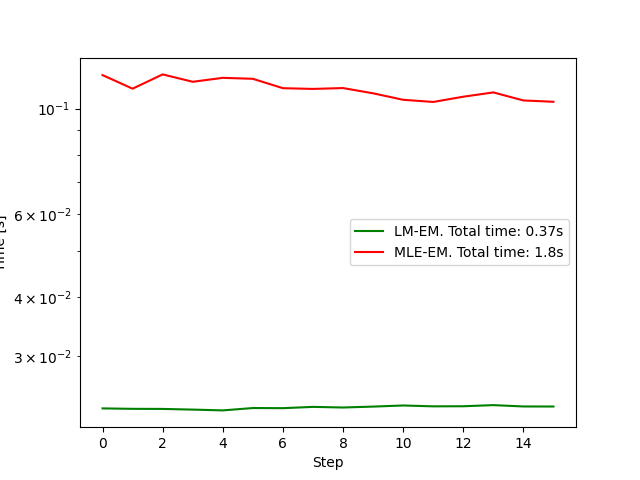 10⁻¹
6 × 10⁻²
4 × 10⁻²
3 × 10⁻²
LM-EM. Total time: 0.37s
MLE-EM. Total time: 1.8s
0 2 4 6 8 10 12 14
Step